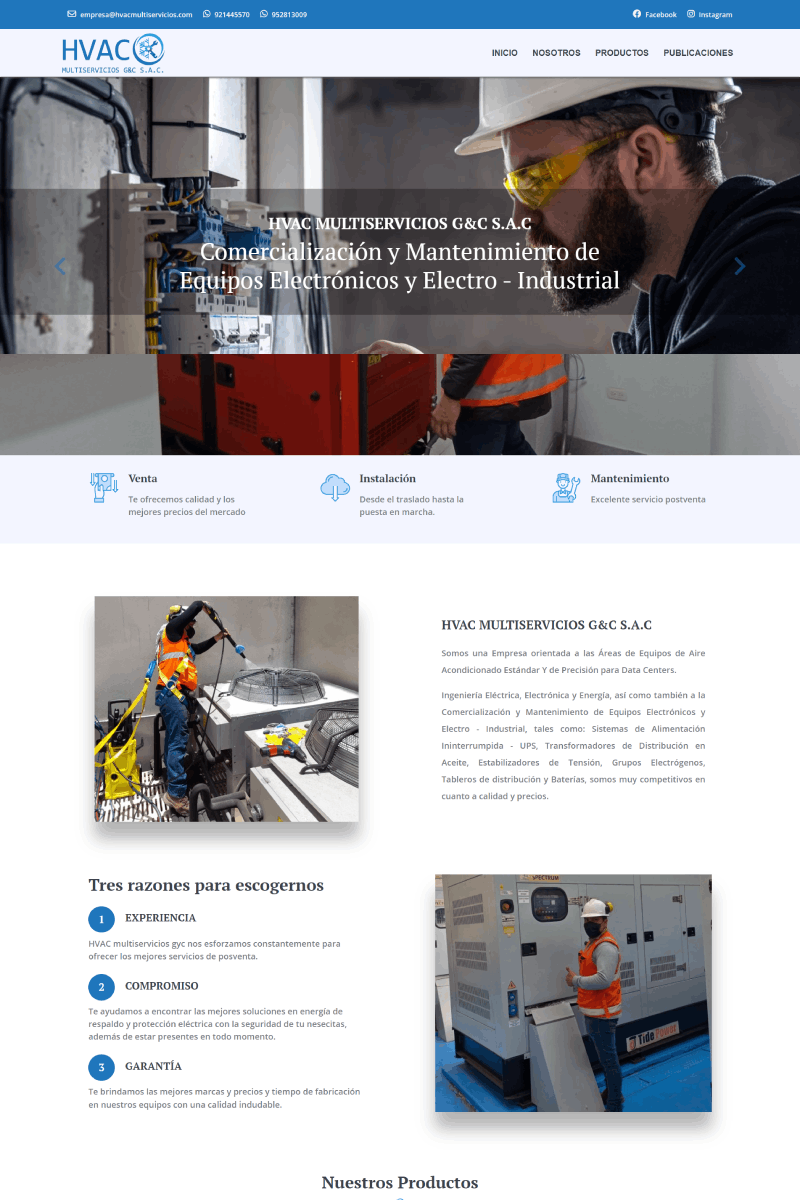 empresa@hvacmultiservicios.com 921445570 952813009 Facebook Instagram
HVAC
MULTISERVICIOS G&C S.A.C.
INICIO NOSOTROS PRODUCTOS PUBLICACIONES
HVAC MULTISERVICIOS G&C S.A.C
Comercialización y Mantenimiento de
Equipos Electrónicos y Electro - Industrial
Venta
Te ofrecemos calidad y los
mejores precios del mercado
Instalación
Desde el traslado hasta la
puesta en marcha.
Mantenimiento
Excelente servicio postventa
HVAC MULTISERVICIOS G&C S.A.C
Somos una Empresa orientada a las Áreas de Equipos de Aire
Acondicionado Estándar Y de Precisión para Data Centers.
Ingeniería Eléctrica, Electrónica y Energía, así como también a la
Comercialización y Mantenimiento de Equipos Electrónicos y
Electro - Industrial, tales como: Sistemas de Alimentación
Ininterrumpida - UPS, Transformadores de Distribución en
Aceite, Estabilizadores de Tensión, Grupos Electrógenos,
Tableros de distribución y Baterías, somos muy competitivos en
cuanto a calidad y precios.
Tres razones para escogernos
1 EXPERIENCIA
HVAC multiservicios gyc nos esforzamos constantemente para
ofrecer los mejores servicios de posventa.
2 COMPROMISO
Te ayudamos a encontrar las mejores soluciones en energía de
respaldo y protección eléctrica con la seguridad de tu nesecitas,
además de estar presentes en todo momento.
3 GARANTÍA
Te brindamos las mejores marcas y precios y tiempo de fabricación
en nuestros equipos con una calidad indudable.
SPECTRUM
Tide Power
Nuestros Productos